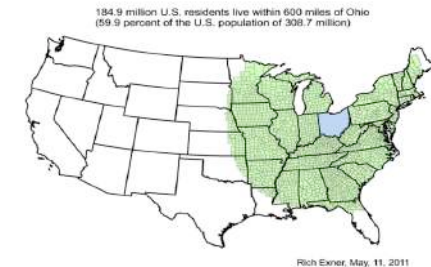 184.9 million U.S. residents live within 600 miles of Ohio
(59.9 percent of the U.S. population of 308.7 million)
Rich Exner, May, 11, 2011